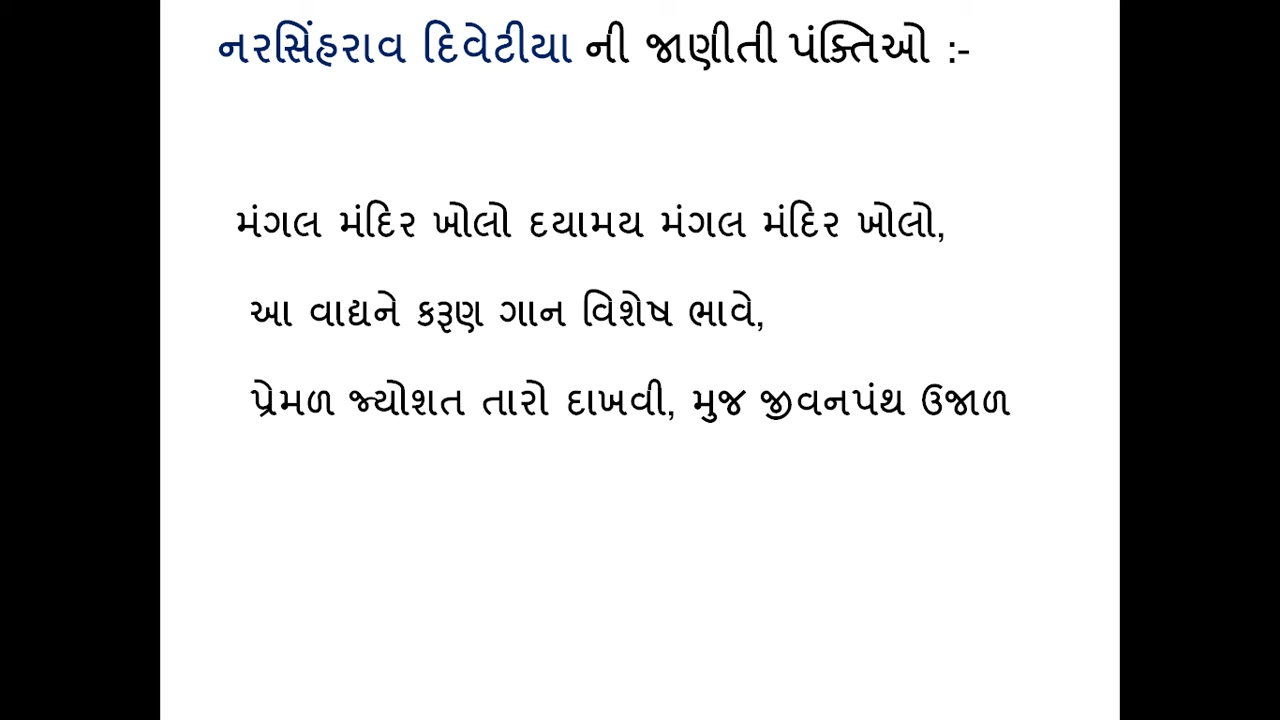 નરસિંહરાવ દિવેટીયા ની જાણીતી પંક્તિઓ :-
મંગલ મંદિર ખોલો દયામય મંગલ મંદિર ખોલો,
આ વાદ્યને કરૂણ ગાન વિશેષ ભાવે,
પ્રેમળ જ્યોશત તારો દાખવી, મુજ જીવનપંથ ઉજાળ